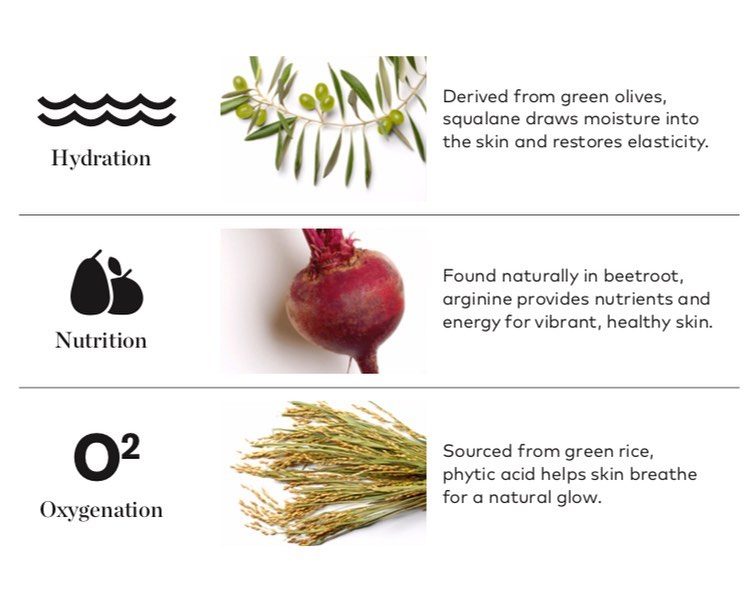 Hydration
Derived from green olives,
squalane draws moisture into
the skin and restores elasticity.
Nutrition
Found naturally in beetroot,
arginine provides nutrients and
energy for vibrant, healthy skin.
O²
Oxygenation
Sourced from green rice,
phytic acid helps skin breathe
for a natural glow.